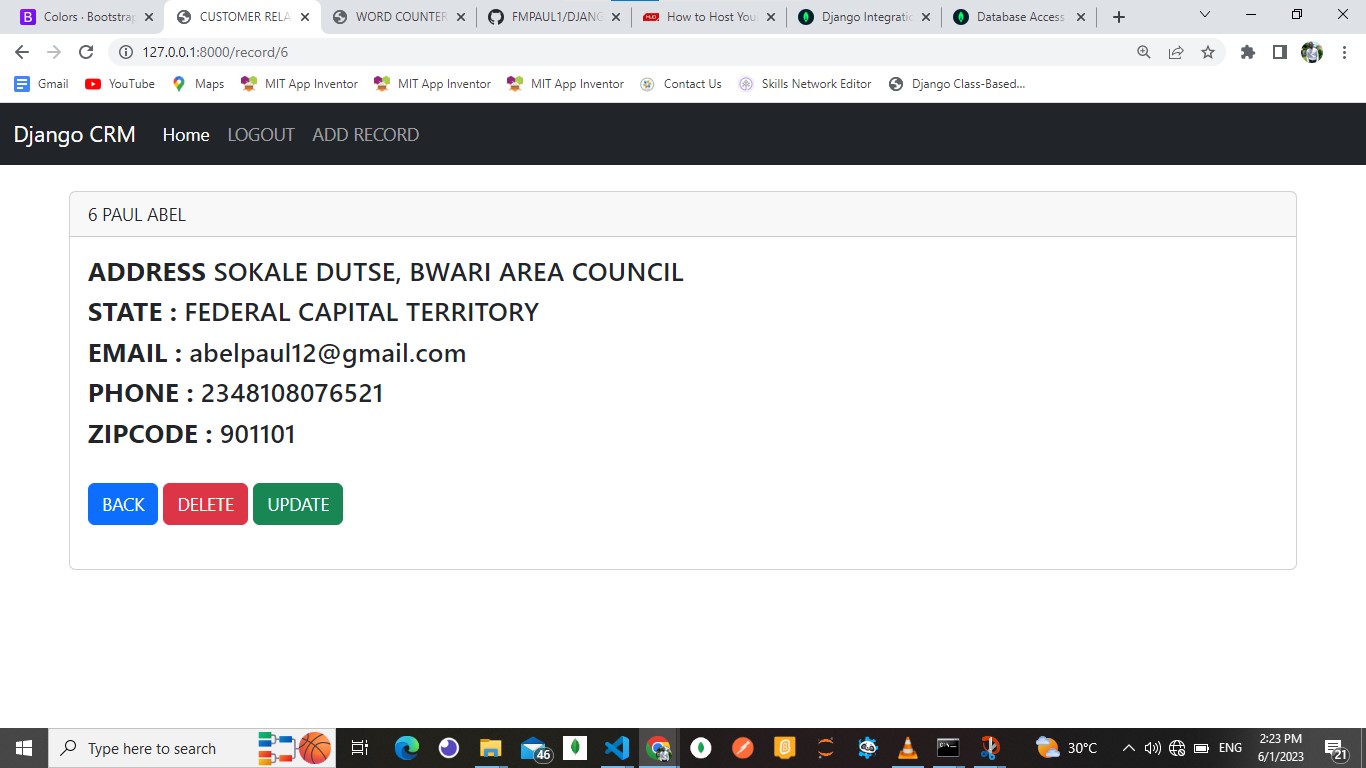 Colors · Bootstrap
CUSTOMER RELA
WORD COUNTER
FMPAUL1/DJANG
How to Host You
Django Integratio
Database Access
127.0.0.1:8000/record/6
Gmail YouTube Maps MIT App Inventor MIT App Inventor MIT App Inventor Contact Us Skills Network Editor Django Class-Based...
Django CRM Home LOGOUT ADD RECORD
6 PAUL ABEL
ADDRESS SOKALE DUTSE, BWARI AREA COUNCIL
STATE : FEDERAL CAPITAL TERRITORY
EMAIL : abelpaul12@gmail.com
PHONE : 2348108076521
ZIPCODE : 901101
BACK DELETE UPDATE
Type here to search
46
30°C
ENG
2:23 PM
6/1/2023
21